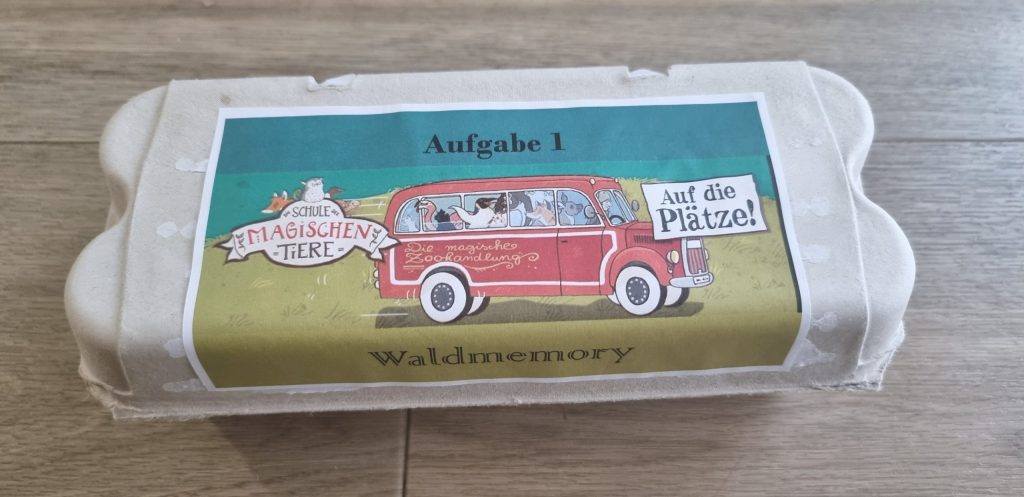 Aufgabe 1
SCHULE
MAGISCHEN
TIERE
Die magische
Zoohandlung
Auf die
Plätze!
Waldmemory